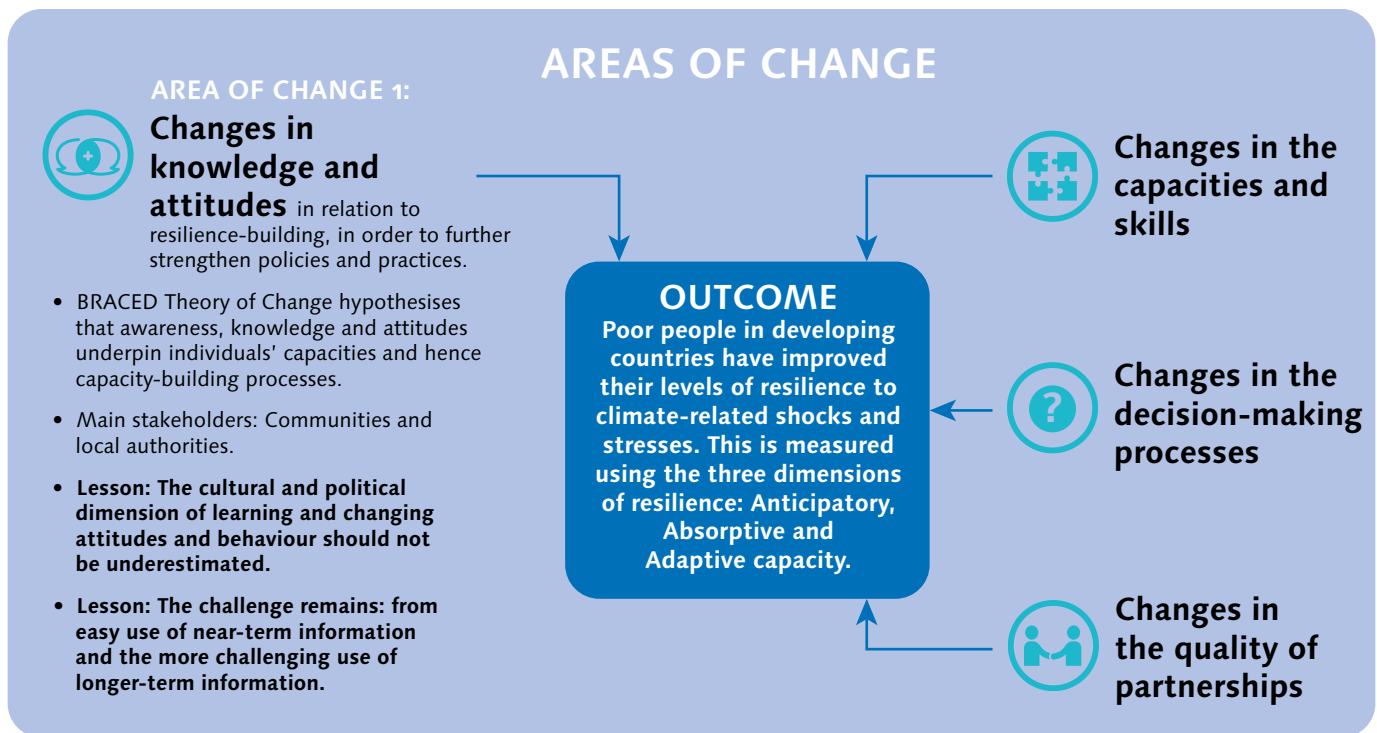 AREAS OF CHANGE
AREA OF CHANGE 1:
Changes in
knowledge and
attitudes in relation to
resilience-building, in order to further
strengthen policies and practices.
• BRACED Theory of Change hypothesises
that awareness, knowledge and attitudes
underpin individuals’ capacities and hence
capacity-building processes.
• Main stakeholders: Communities and
local authorities.
• Lesson: The cultural and political
dimension of learning and changing
attitudes and behaviour should not
be underestimated.
• Lesson: The challenge remains: from
easy use of near-term information
and the more challenging use of
longer-term information.
OUTCOME
Poor people in developing
countries have improved
their levels of resilience to
climate-related shocks and
stresses. This is measured
using the three dimensions
of resilience: Anticipatory,
Absorptive and
Adaptive capacity.
Changes in the
capacities and
skills
?
Changes in the
decision-making
processes
Changes in
the quality of
partnerships